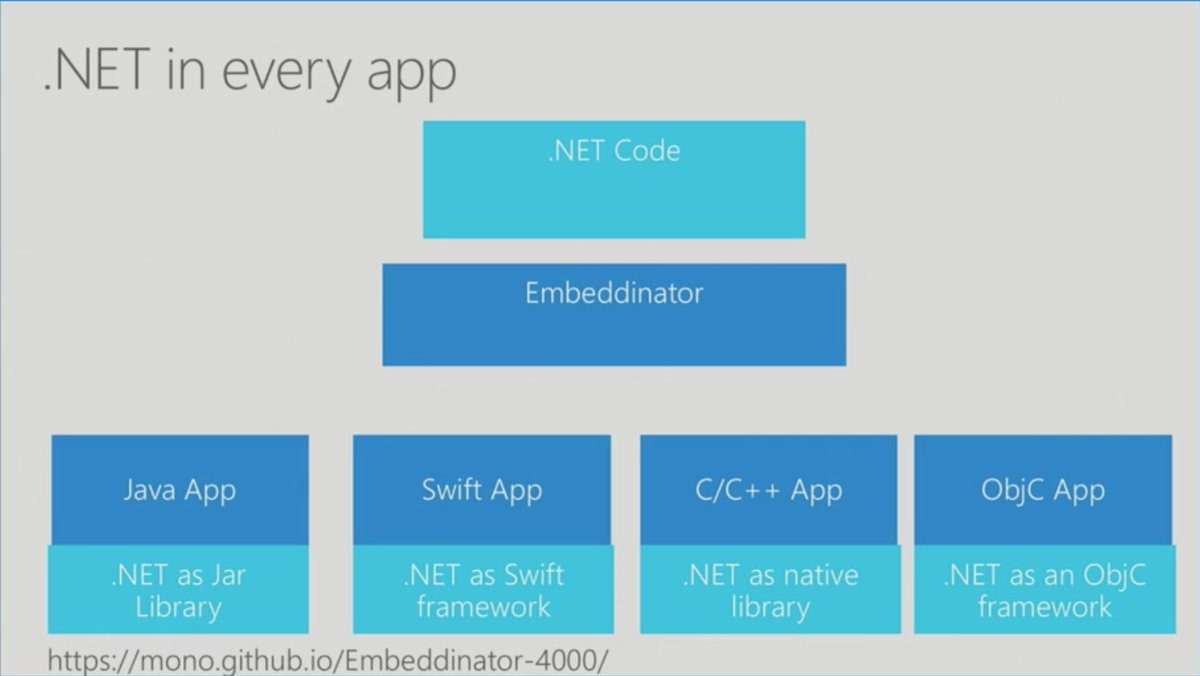 .NET in every app
.NET Code
Embeddinator
Java App
Swift App
C/C++ App
ObjC App
.NET as Jar
Library
.NET as Swift
framework
.NET as native
library
.NET as an ObjC
framework
https://mono.github.io/Embeddinator-4000/